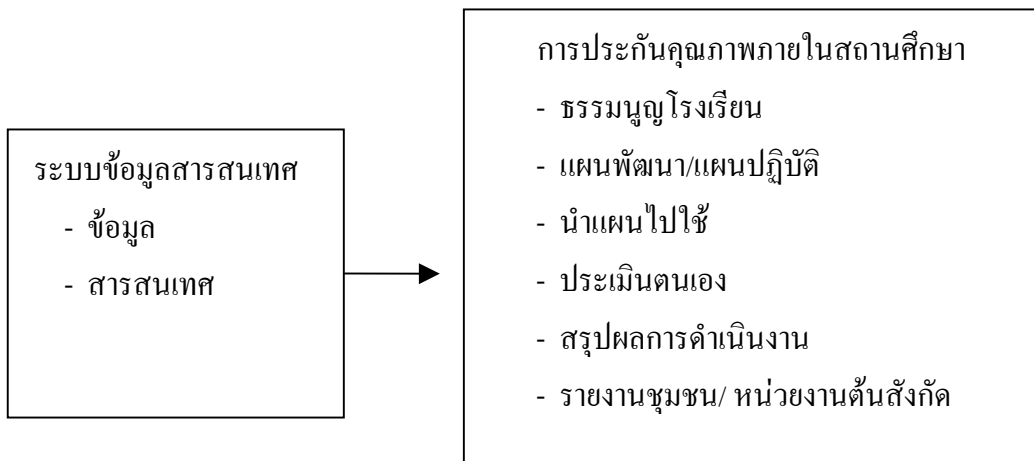 ระบบข้อมูลสารสนเทศ
- ข้อมูล
- สารสนเทศ
การประกันคุณภาพภายในสถานศึกษา
- ธรรมนูญโรงเรียน
- แผนพัฒนา/แผนปฏิบัติ
- นำแผนไปใช้
- ประเมินตนเอง
- สรุปผลการดำเนินงาน
- รายงานชุมชน/ หน่วยงานต้นสังกัด